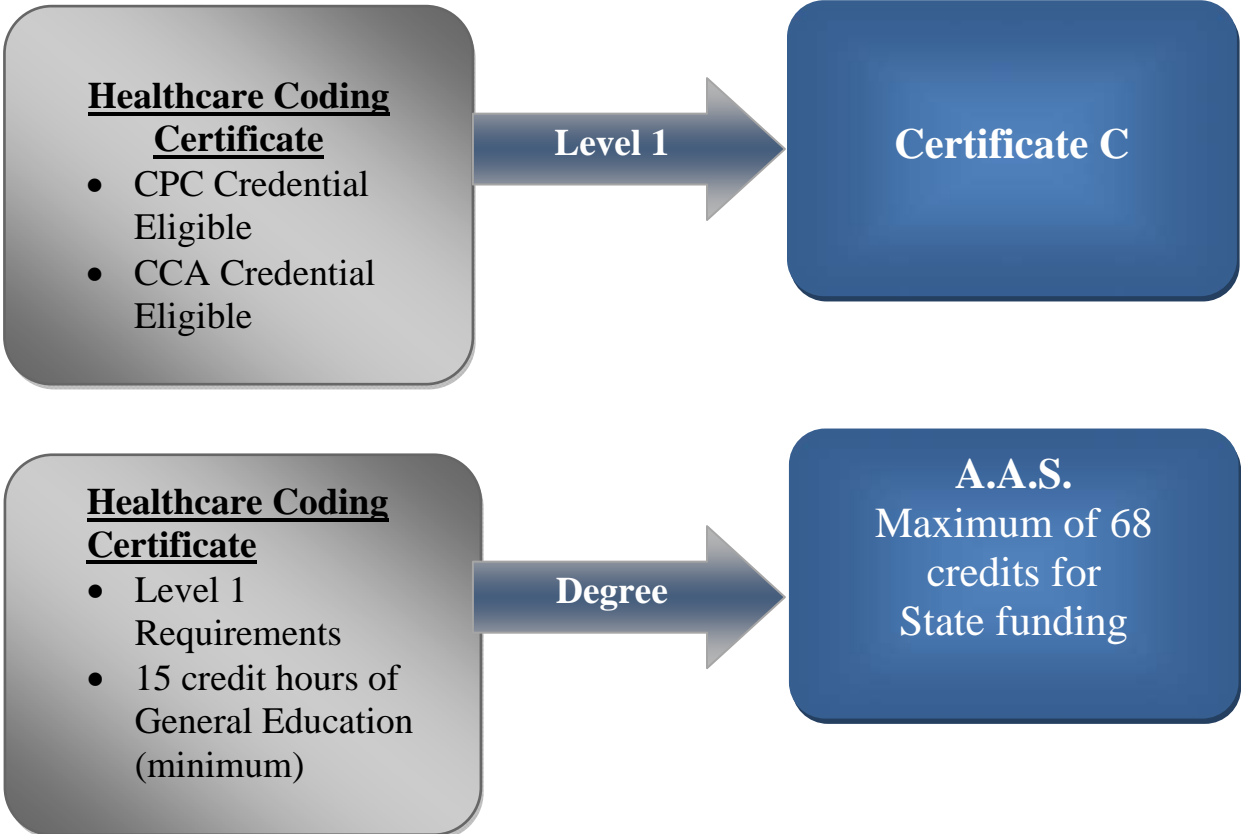 Healthcare Coding
Certificate
• CPC Credential
Eligible
• CCA Credential
Eligible
Level 1
Certificate C
Healthcare Coding
Certificate
• Level 1
Requirements
• 15 credit hours of
General Education
(minimum)
Degree
A.A.S.
Maximum of 68
credits for
State funding